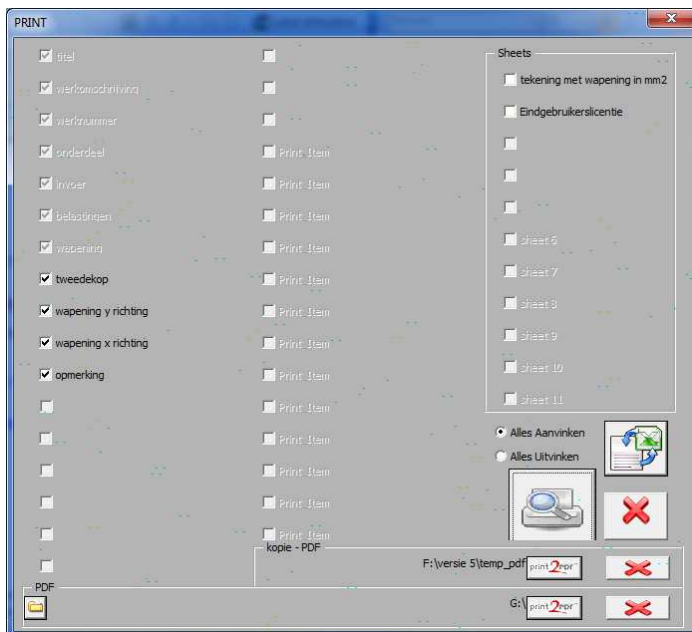 PRINT
titel
werkomschrijving
werknummer
onderdeel
invoer
belastingen
wapening
tweedekop
wapening y richting
wapening x richting
opmerking
Print Item
Print Item
Print Item
Print Item
Print Item
Print Item
Print Item
Print Item
Print Item
Print Item
Print Item
Print Item
Print Item
Sheets
tekening met wapening in mm2
Eindgebruikerslicentie
sheet 6
sheet 7
sheet 8
sheet 9
sheet 10
sheet 11
Alles Aanvinken
Alles Uitvinken
kopie - PDF
F:\versie 5\temp_pdf
print2PDF
PDF
G:\
print2PDF